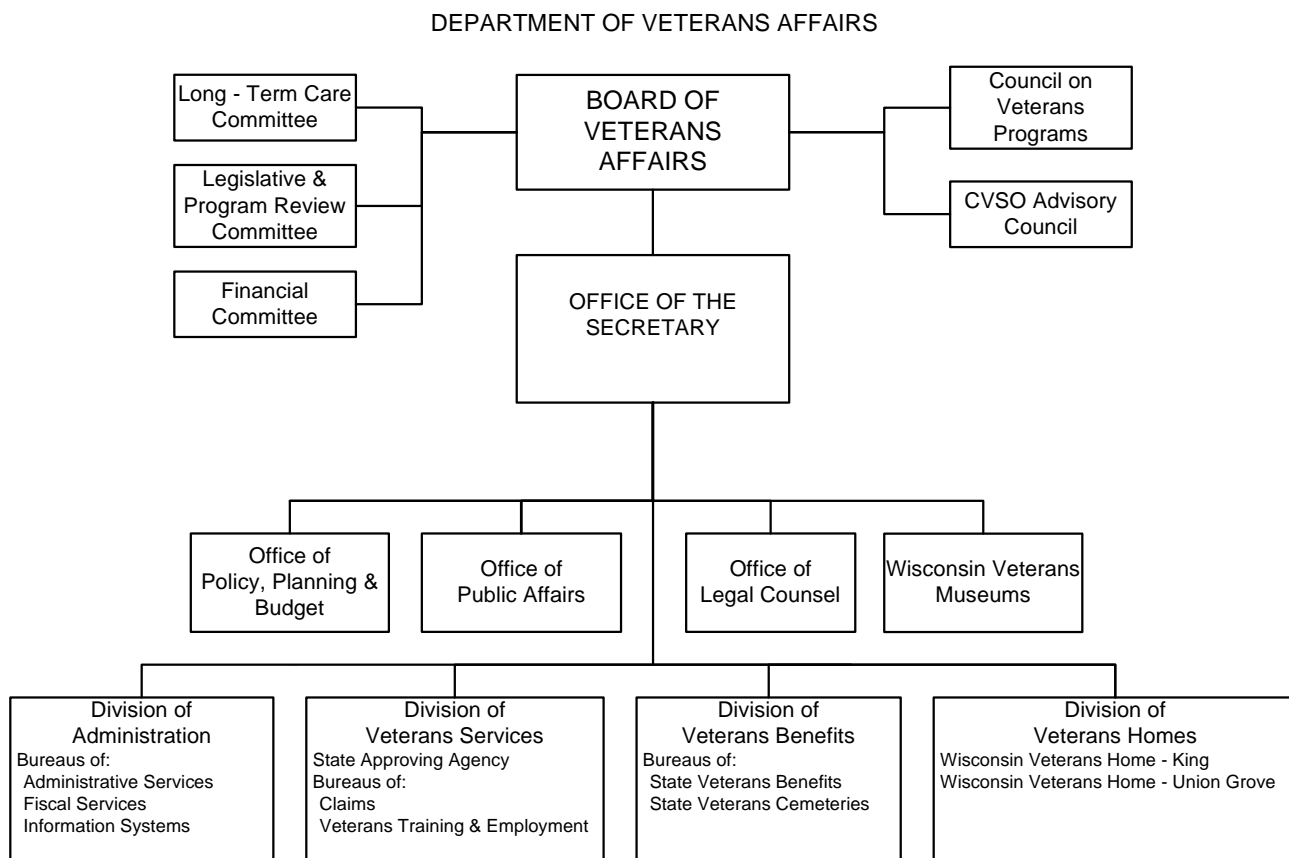 DEPARTMENT OF VETERANS AFFAIRS
Long - Term Care
Committee
Legislative &
Program Review
Committee
Financial
Committee
BOARD OF
VETERANS
AFFAIRS
Council on
Veterans
Programs
CVSO Advisory
Council
OFFICE OF THE
SECRETARY
Office of
Policy, Planning &
Budget
Office of
Public Affairs
Office of
Legal Counsel
Wisconsin Veterans
Museums
Division of
Administration
Bureaus of:
Administrative Services
Fiscal Services
Information Systems
Division of
Veterans Services
State Approving Agency
Bureaus of:
Claims
Veterans Training & Employment
Division of
Veterans Benefits
Bureaus of:
State Veterans Benefits
State Veterans Cemeteries
Division of
Veterans Homes
Wisconsin Veterans Home - King
Wisconsin Veterans Home - Union Grove